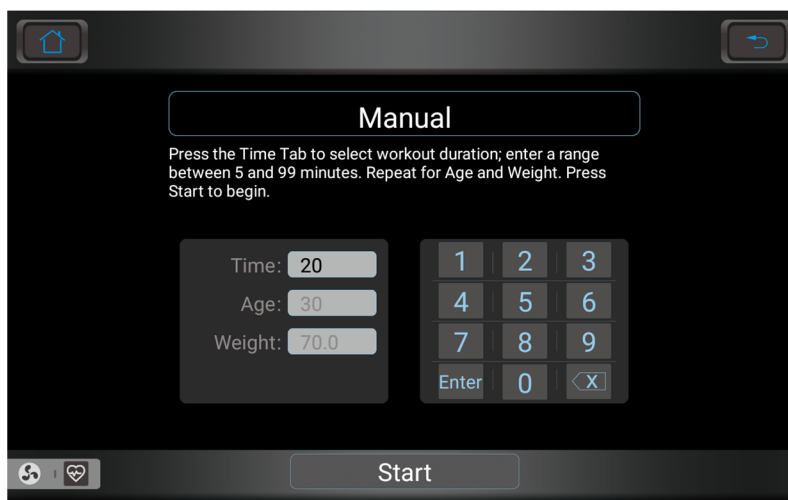 Manual
Press the Time Tab to select workout duration; enter a range
between 5 and 99 minutes. Repeat for Age and Weight. Press
Start to begin.
Time: 20
Age: 30
Weight: 70.0
1 2 3
4 5 6
7 8 9
Enter 0 X
Start